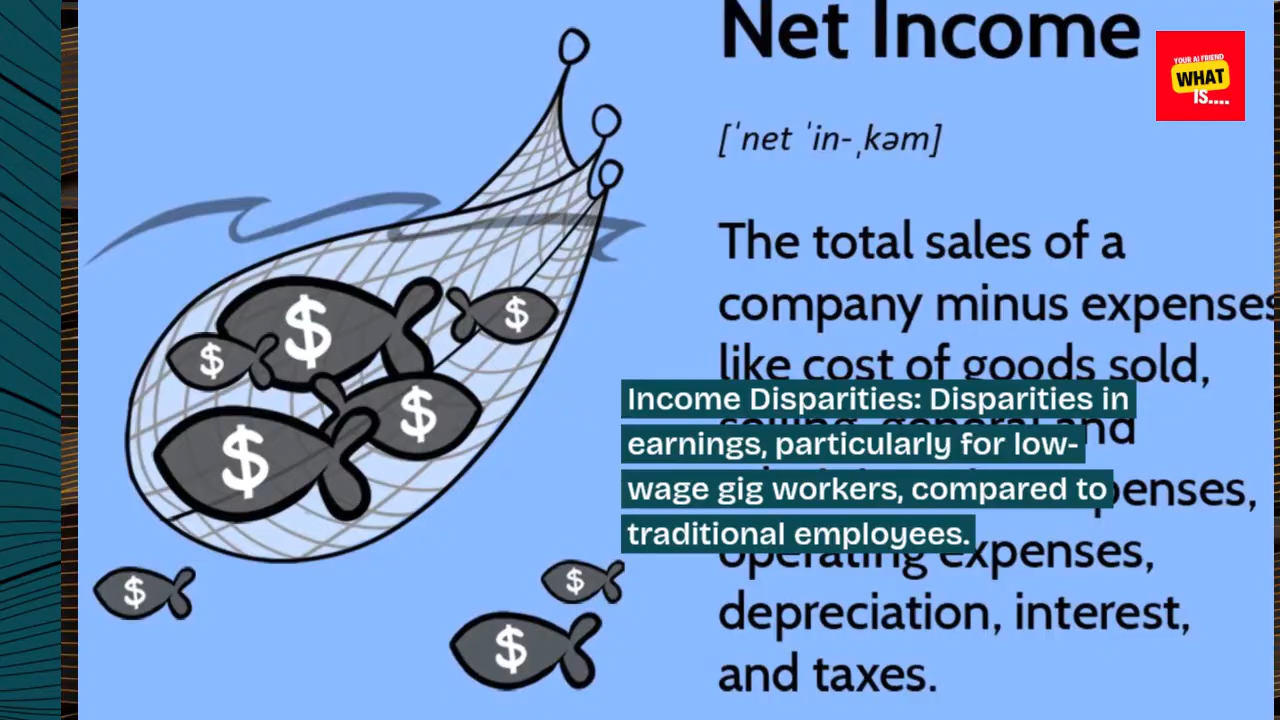 Net Income
YOUR AI FRIEND
WHAT
IS....
[ˈnet ˈin-ˌkəm]
The total sales of a
company minus expenses
like cost of goods sold,
Income Disparities: Disparities in
earnings, particularly for low-
wage gig workers, compared to
traditional employees.
operating expenses,
depreciation, interest,
and taxes.
$
$
$
$
$
$
$
$